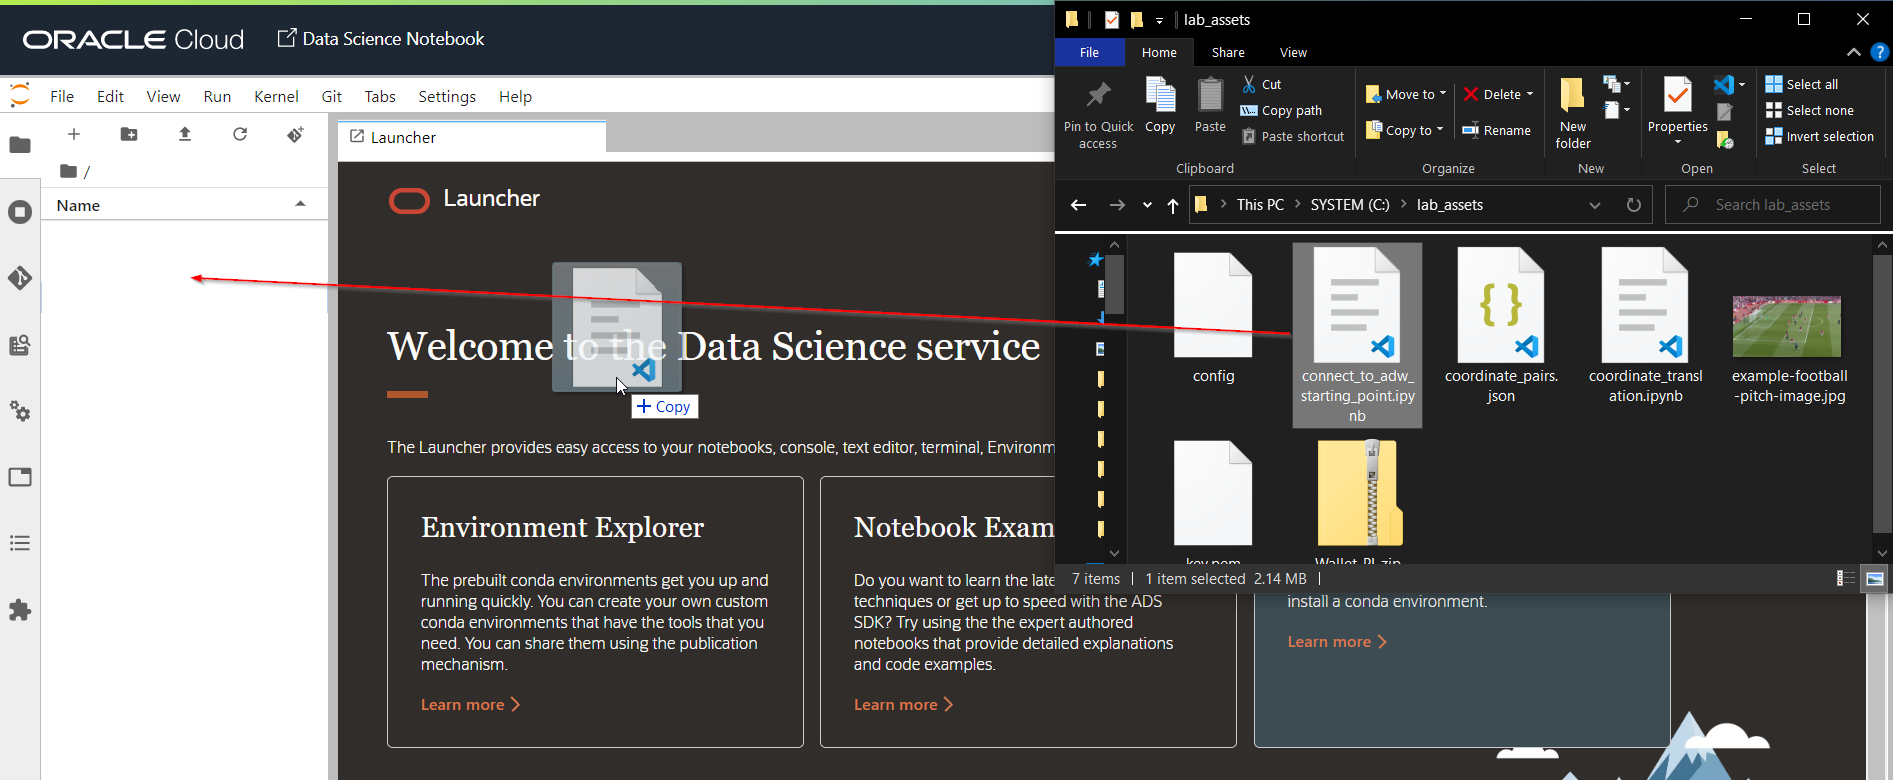 ORACLE Cloud
Data Science Notebook
File Edit View Run Kernel Git Tabs Settings Help
/
Name
Launcher
Launcher
Welcome to the Data Science service
Copy
The Launcher provides easy access to your notebooks, console, text editor, terminal, Environm
Environment Explorer
The prebuilt conda environments get you up and
running quickly. You can create your own custom
conda environments that have the tools that you
need. You can share them using the publication
mechanism.
Learn more
Notebook Exam
Do you want to learn the late
techniques or get up to speed with the ADS
SDK? Try using the the expert authored
notebooks that provide detailed explanations
and code examples.
Learn more
install a conda environment.
Learn more
lab_assets
File Home Share View
Pin to Quick
access
Copy
Paste
Cut
Copy path
Paste shortcut
Clipboard
Move to
Copy to
Delete
Rename
Organize
New
folder
New
Properties
Open
Select all
Select none
Invert selection
Select
This PC
SYSTEM (C:)
lab_assets
Search lab_assets
config
connect_to_adw_
starting_point.ipy
nb
coordinate_pairs.
json
coordinate_transl
ation.ipynb
example-football
-pitch-image.jpg
key.pem
Wallet_PI.zip
7 items
1 item selected 2.14 MB